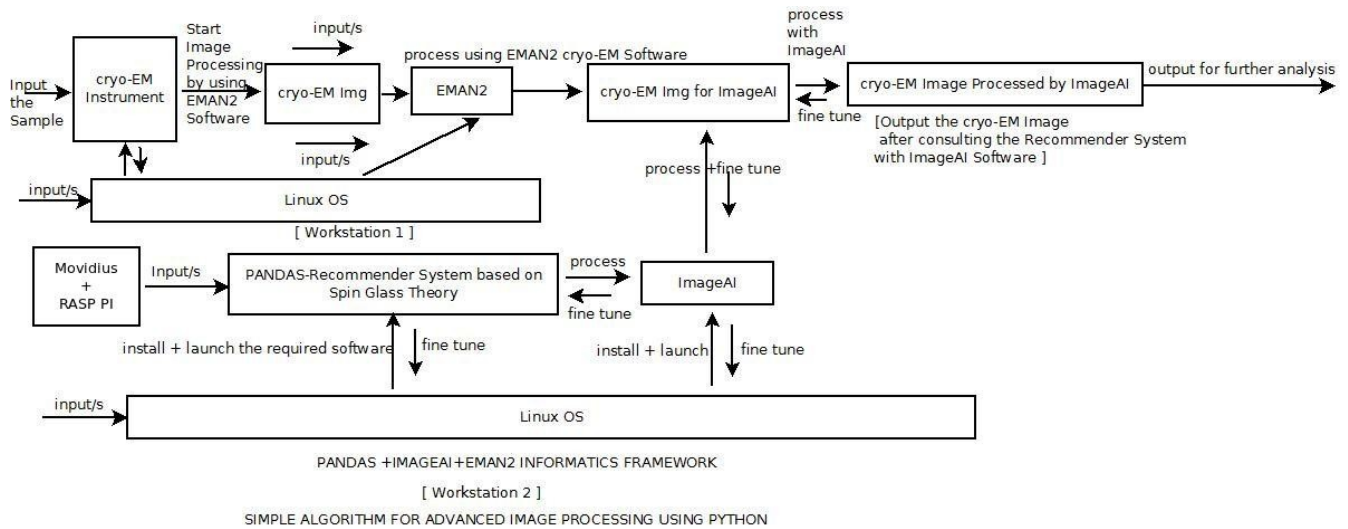 Input
the
Sample
cryo-EM
Instrument
Start
Image
Processing
by using
EMAN2
Software
input/s
cryo-EM Img
input/s
process using EMAN2 cryo-EM Software
EMAN2
cryo-EM Img for ImageAI
process
with
ImageAI
fine tune
cryo-EM Image Processed by ImageAI
output for further analysis
[Output the cryo-EM Image
after consulting the Recommender System
with ImageAI Software ]
input/s
Linux OS
[ Workstation 1 ]
process +fine tune
Movidius
+
RASP PI
Input/s
PANDAS-Recommender System based on
Spin Glass Theory
process
fine tune
ImageAI
install + launch the required software
fine tune
install + launch
fine tune
input/s
Linux OS
PANDAS +IMAGEAI+EMAN2 INFORMATICS FRAMEWORK
[ Workstation 2 ]
SIMPLE ALGORITHM FOR ADVANCED IMAGE PROCESSING USING PYTHON